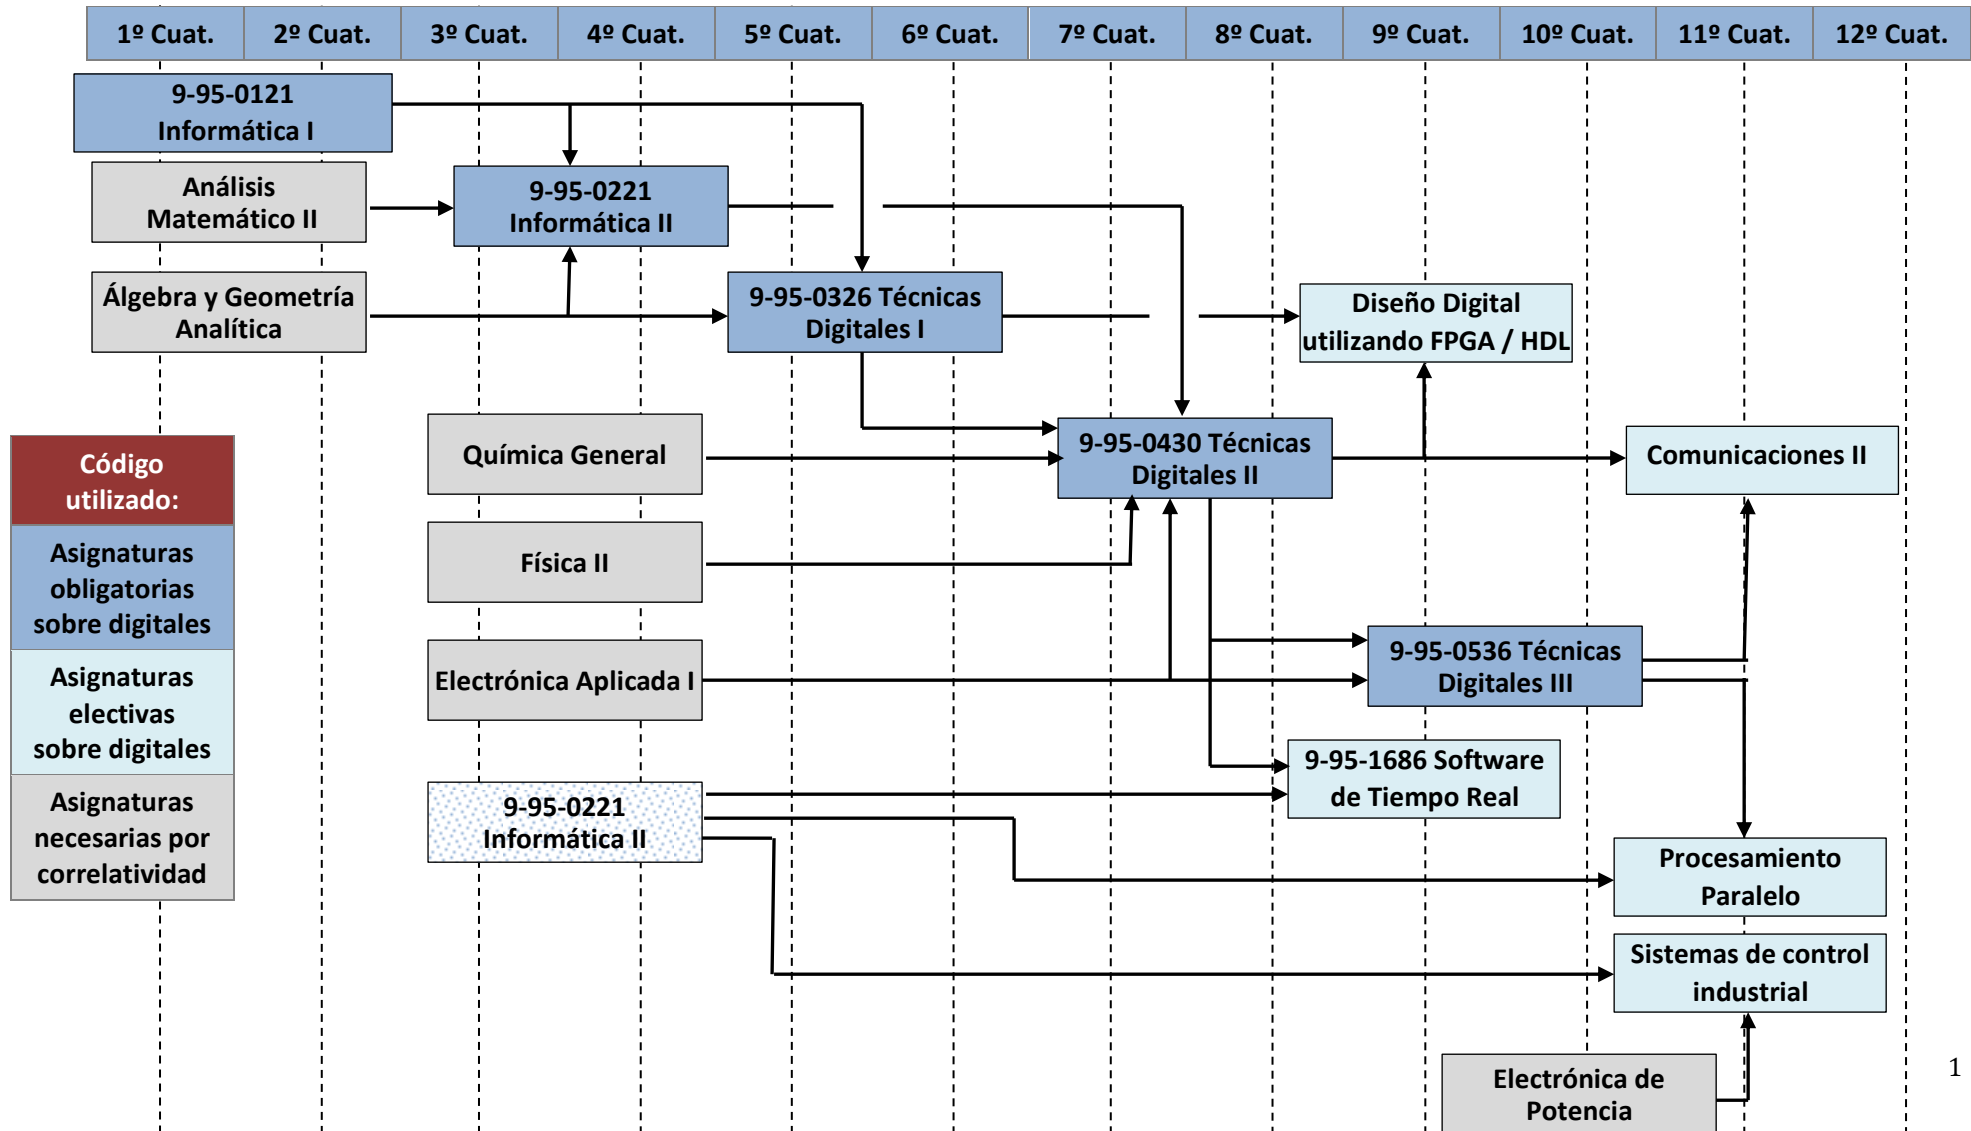 1º Cuat. 2º Cuat. 3º Cuat. 4º Cuat. 5º Cuat. 6º Cuat. 7º Cuat. 8º Cuat. 9º Cuat. 10º Cuat. 11º Cuat. 12º Cuat.
9-95-0121
Informática I
Análisis
Matemático II
9-95-0221
Informática II
Álgebra y Geometría
Analítica
9-95-0326 Técnicas
Digitales I
Diseño Digital
utilizando FPGA / HDL
Química General
9-95-0430 Técnicas
Digitales II
Comunicaciones II
Código
utilizado:
Asignaturas
obligatorias
sobre digitales
Asignaturas
electivas
sobre digitales
Asignaturas
necesarias por
correlatividad
Física II
Electrónica Aplicada I
9-95-0536 Técnicas
Digitales III
9-95-1686 Software
de Tiempo Real
9-95-0221
Informática II
Procesamiento
Paralelo
Sistemas de control
industrial
Electrónica de
Potencia
1